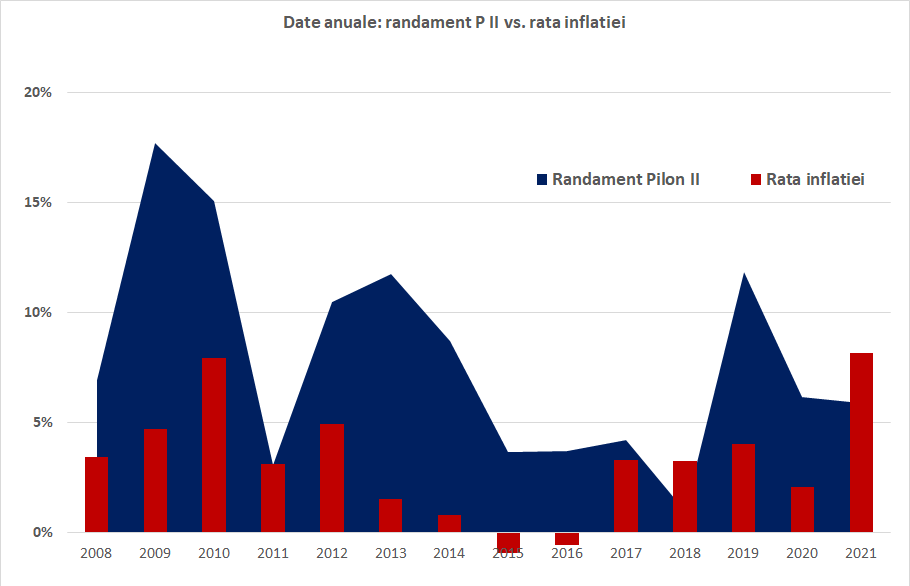 Date anuale: randament P II vs. rata inflatiei
20%
Randament Pilon II Rata inflatiei
15%
10%
5%
0%
2008 2009 2010 2011 2012 2013 2014 2015 2016 2017 2018 2019 2020 2021